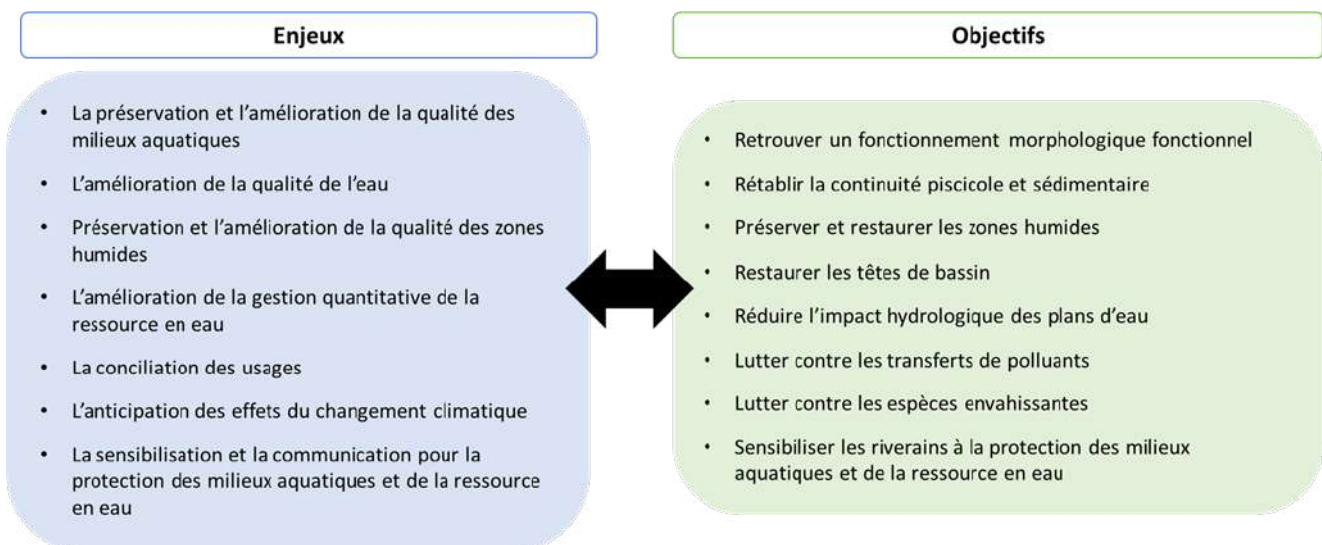 Enjeux
• La préservation et l'amélioration de la qualité des
milieux aquatiques
• L'amélioration de la qualité de l'eau
• Préservation et l'amélioration de la qualité des zones
humides
• L'amélioration de la gestion quantitative de la
ressource en eau
• La conciliation des usages
• L'anticipation des effets du changement climatique
• La sensibilisation et la communication pour la
protection des milieux aquatiques et de la ressource
en eau
Objectifs
• Retrouver un fonctionnement morphologique fonctionnel
• Rétablir la continuité piscicole et sédimentaire
• Préserver et restaurer les zones humides
• Restaurer les têtes de bassin
• Réduire l'impact hydrologique des plans d'eau
• Lutter contre les transferts de polluants
• Lutter contre les espèces envahissantes
• Sensibiliser les riverains à la protection des milieux
aquatiques et de la ressource en eau